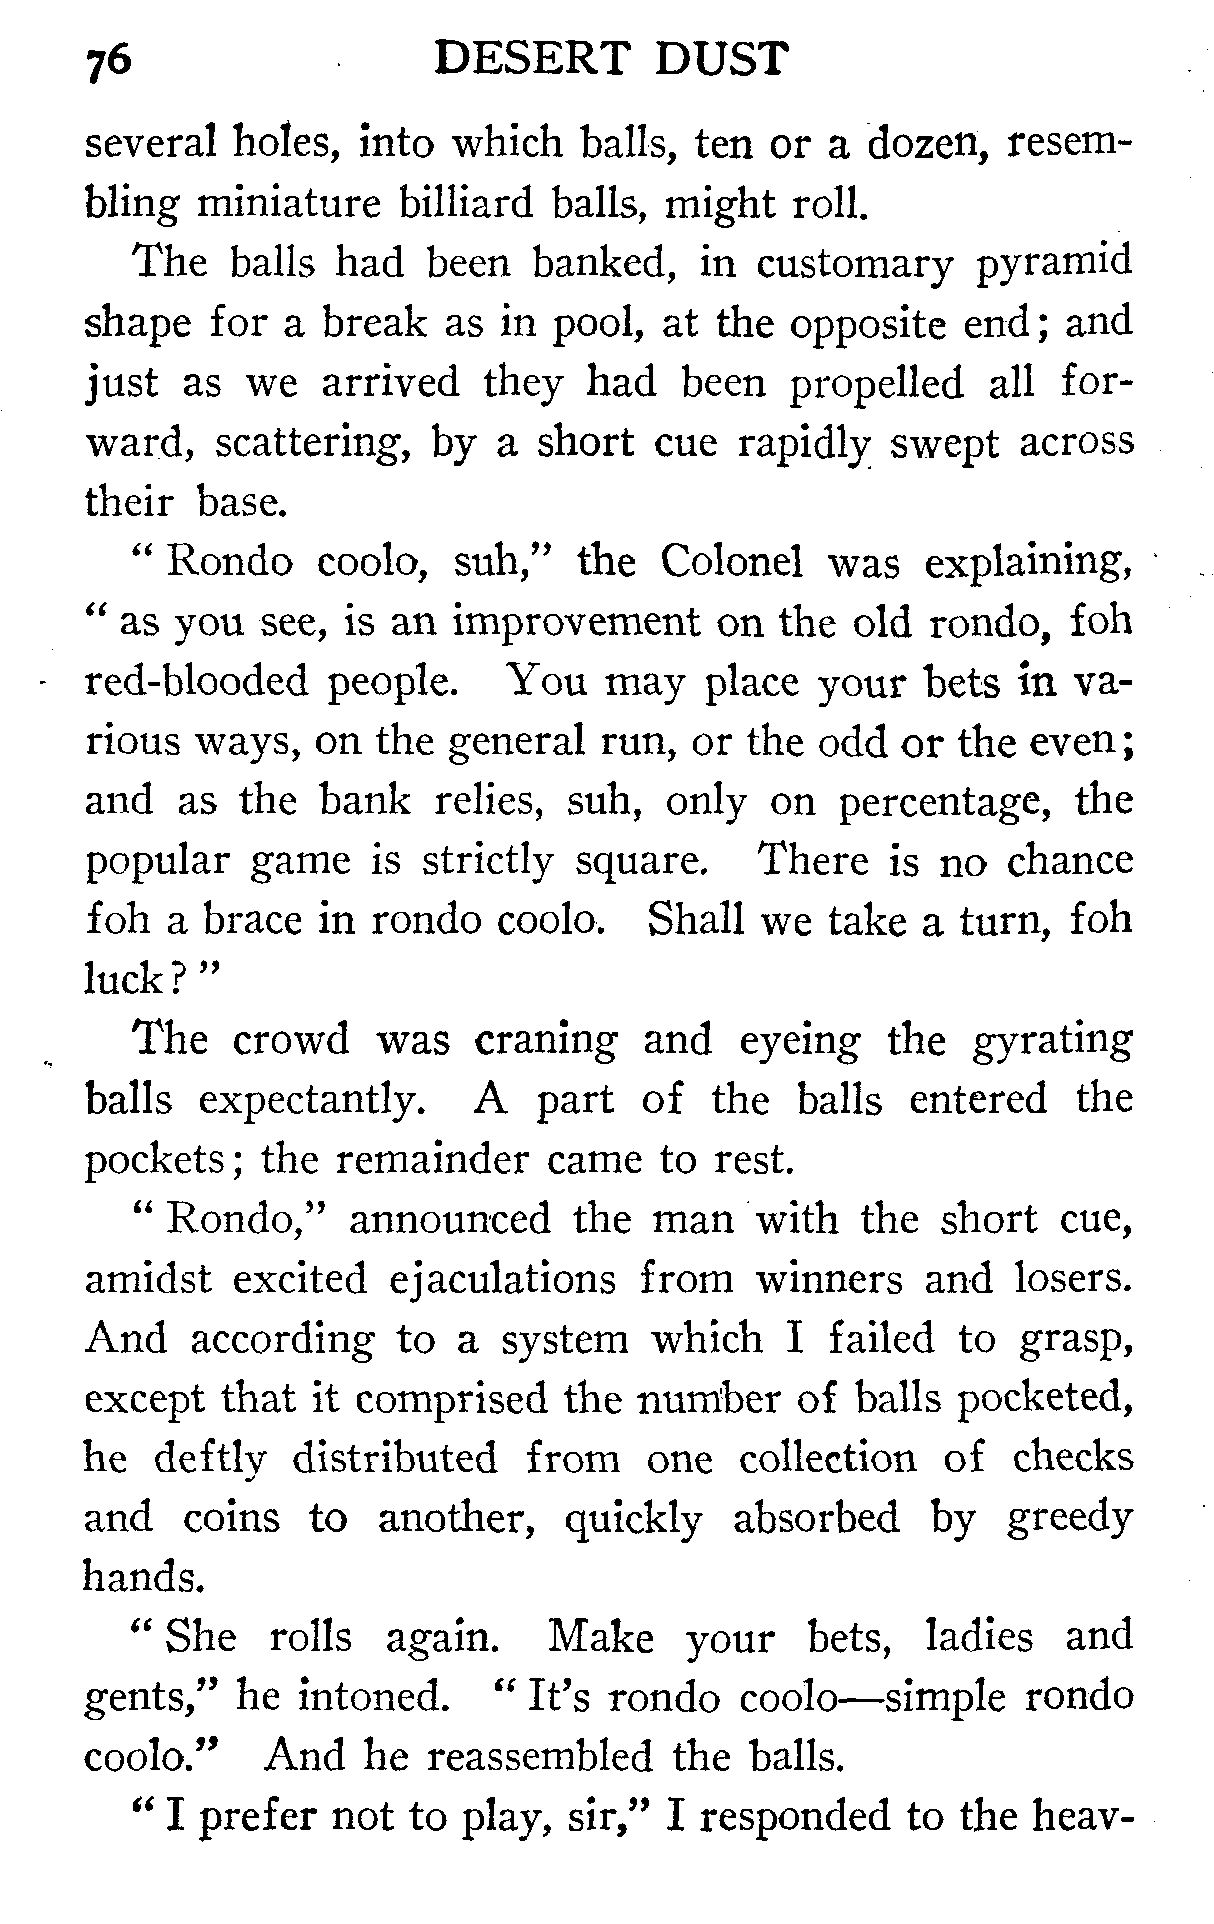 76 DESERT DUST
several holes, into which balls, ten or a dozen, resem-
bling miniature billiard balls, might roll.
The balls had been banked, in customary pyramid
shape for a break as in pool, at the opposite end; and
just as we arrived they had been propelled all for-
ward, scattering, by a short cue rapidly swept across
their base.
“ Rondo coolo, suh,” the Colonel was explaining,
“ as you see, is an improvement on the old rondo, foh
red-blooded people. You may place your bets in va-
rious ways, on the general run, or the odd or the even;
and as the bank relies, suh, only on percentage, the
popular game is strictly square. There is no chance
foh a brace in rondo coolo. Shall we take a turn, foh
luck? ”
The crowd was craning and eyeing the gyrating
balls expectantly. A part of the balls entered the
pockets; the remainder came to rest.
“ Rondo,” announced the man with the short cue,
amidst excited ejaculations from winners and losers.
And according to a system which I failed to grasp,
except that it comprised the number of balls pocketed,
he deftly distributed from one collection of checks
and coins to another, quickly absorbed by greedy
hands.
“ She rolls again. Make your bets, ladies and
gents,” he intoned. “ It’s rondo coolo—simple rondo
coolo.” And he reassembled the balls.
“ I prefer not to play, sir,” I responded to the heav-